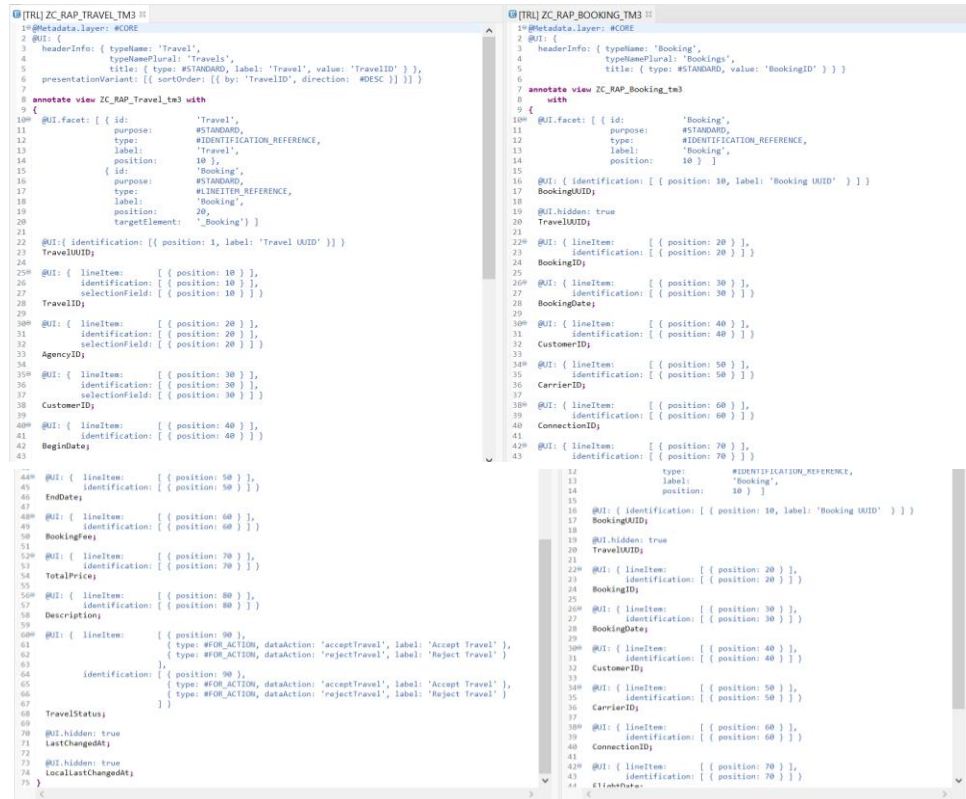 [TRL] ZC_RAP_TRAVEL_TM3
1 @Metadata.layer: #CORE
2 @UI: {
3 headerInfo: { typeName: 'Travel',
4 typeNamePlural: 'Travels',
5 title: { type: #STANDARD, label: 'Travel', value: 'TravelID' } },
6 presentationVariant: [{ sortOrder: [{ by: 'TravelID', direction: #DESC }] }] }
7
8 annotate view ZC_RAP_Travel_tm3 with
9 {
10 @UI.facet: [ { id: 'Travel',
11 purpose: #STANDARD,
12 type: #IDENTIFICATION_REFERENCE,
13 label: 'Travel',
14 position: 10 },
15 { id: 'Booking',
16 purpose: #STANDARD,
17 type: #LINEITEM_REFERENCE,
18 label: 'Booking',
19 position: 20,
20 targetElement: '_Booking'} ]
21
22 @UI:{ identification: [{ position: 1, label: 'Travel UUID' }] }
23 TravelUUID;
24
25 @UI: { lineItem: [ { position: 10 } ],
26 identification: [ { position: 10 } ],
27 selectionField: [ { position: 10 } ] }
28 TravelID;
29
30 @UI: { lineItem: [ { position: 20 } ],
31 identification: [ { position: 20 } ],
32 selectionField: [ { position: 20 } ] }
33 AgencyID;
34
35 @UI: { lineItem: [ { position: 30 } ],
36 identification: [ { position: 30 } ],
37 selectionField: [ { position: 30 } ] }
38 CustomerID;
39
40 @UI: { lineItem: [ { position: 40 } ],
41 identification: [ { position: 40 } ] }
42 BeginDate;
43
44 @UI: { lineItem: [ { position: 50 } ],
45 identification: [ { position: 50 } ] }
46 EndDate;
47
48 @UI: { lineItem: [ { position: 60 } ],
49 identification: [ { position: 60 } ] }
50 BookingFee;
51
52 @UI: { lineItem: [ { position: 70 } ],
53 identification: [ { position: 70 } ] }
54 TotalPrice;
55
56 @UI: { lineItem: [ { position: 80 } ],
57 identification: [ { position: 80 } ] }
58 Description;
59
60 @UI: { lineItem: [ { position: 90 },
61 { type: #FOR_ACTION, dataAction: 'acceptTravel', label: 'Accept Travel' },
62 { type: #FOR_ACTION, dataAction: 'rejectTravel', label: 'Reject Travel' }
63 ],
64 identification: [ { position: 90 },
65 { type: #FOR_ACTION, dataAction: 'acceptTravel', label: 'Accept Travel' },
66 { type: #FOR_ACTION, dataAction: 'rejectTravel', label: 'Reject Travel' }
67 ] }
68 TravelStatus;
69
70 @UI.hidden: true
71 LastChangedAt;
72
73 @UI.hidden: true
74 LocalLastChangedAt;
75 }
[TRL] ZC_RAP_BOOKING_TM3
1 @Metadata.layer: #CORE
2 @UI: {
3 headerInfo: { typeName: 'Booking',
4 typeNamePlural: 'Bookings',
5 title: { type: #STANDARD, value: 'BookingID' } } }
6
7 annotate view ZC_RAP_Booking_tm3
8 with
9 {
10 @UI.facet: [ { id: 'Booking',
11 purpose: #STANDARD,
12 type: #IDENTIFICATION_REFERENCE,
13 label: 'Booking',
14 position: 10 } ]
15
16 @UI: { identification: [ { position: 10, label: 'Booking UUID' } ] }
17 BookingUUID;
18
19 @UI.hidden: true
20 TravelUUID;
21
22 @UI: { lineItem: [ { position: 20 } ],
23 identification: [ { position: 20 } ] }
24 BookingID;
25
26 @UI: { lineItem: [ { position: 30 } ],
27 identification: [ { position: 30 } ] }
28 BookingDate;
29
30 @UI: { lineItem: [ { position: 40 } ],
31 identification: [ { position: 40 } ] }
32 CustomerID;
33
34 @UI: { lineItem: [ { position: 50 } ],
35 identification: [ { position: 50 } ] }
36 CarrierID;
37
38 @UI: { lineItem: [ { position: 60 } ],
39 identification: [ { position: 60 } ] }
40 ConnectionID;
41
42 @UI: { lineItem: [ { position: 70 } ],
43 identification: [ { position: 70 } ] }
12 type: #IDENTIFICATION_REFERENCE,
13 label: 'Booking',
14 position: 10 } ]
15
16 @UI: { identification: [ { position: 10, label: 'Booking UUID' } ] }
17 BookingUUID;
18
19 @UI.hidden: true
20 TravelUUID;
21
22 @UI: { lineItem: [ { position: 20 } ],
23 identification: [ { position: 20 } ] }
24 BookingID;
25
26 @UI: { lineItem: [ { position: 30 } ],
27 identification: [ { position: 30 } ] }
28 BookingDate;
29
30 @UI: { lineItem: [ { position: 40 } ],
31 identification: [ { position: 40 } ] }
32 CustomerID;
33
34 @UI: { lineItem: [ { position: 50 } ],
35 identification: [ { position: 50 } ] }
36 CarrierID;
37
38 @UI: { lineItem: [ { position: 60 } ],
39 identification: [ { position: 60 } ] }
40 ConnectionID;
41
42 @UI: { lineItem: [ { position: 70 } ],
43 identification: [ { position: 70 } ] }
44 FlightDate;